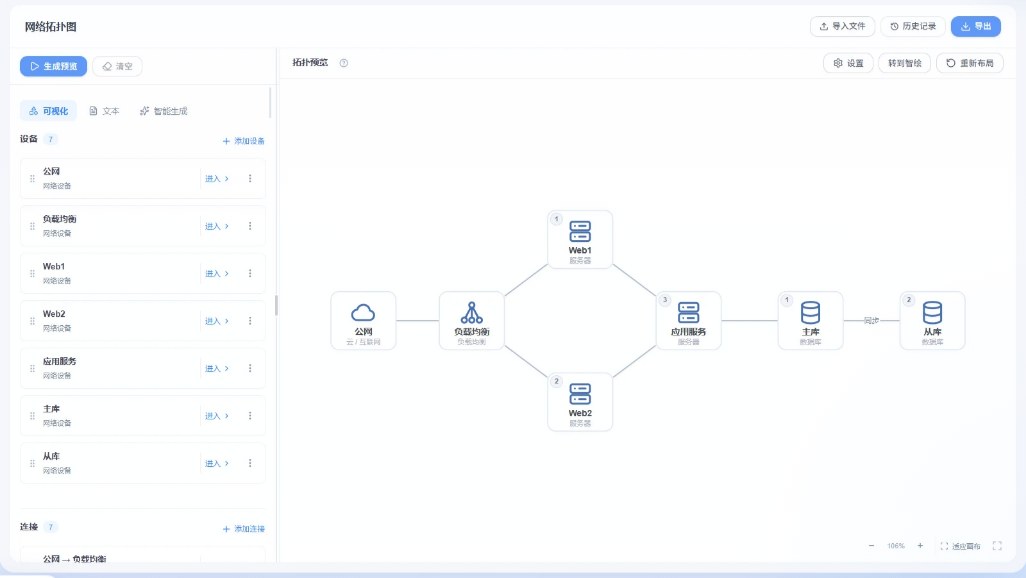 网络拓扑图
导入文件
历史记录
导出
生成预览
清空
拓扑预览
设置
转到智绘
重新布局
可视化
文本
智能生成
设备 7
+ 添加设备
公网
网络设备
进入
负载均衡
网络设备
进入
Web1
网络设备
进入
Web2
网络设备
进入
应用服务
网络设备
进入
主库
网络设备
进入
从库
网络设备
进入
连接 7
+ 添加连接
公网 → 负载均衡
1
Web1
服务器
公网
云 / 互联网
负载均衡
负载均衡
3
应用服务
服务器
1
主库
数据库
同步
2
从库
数据库
2
Web2
服务器
− 106% +
适应画布